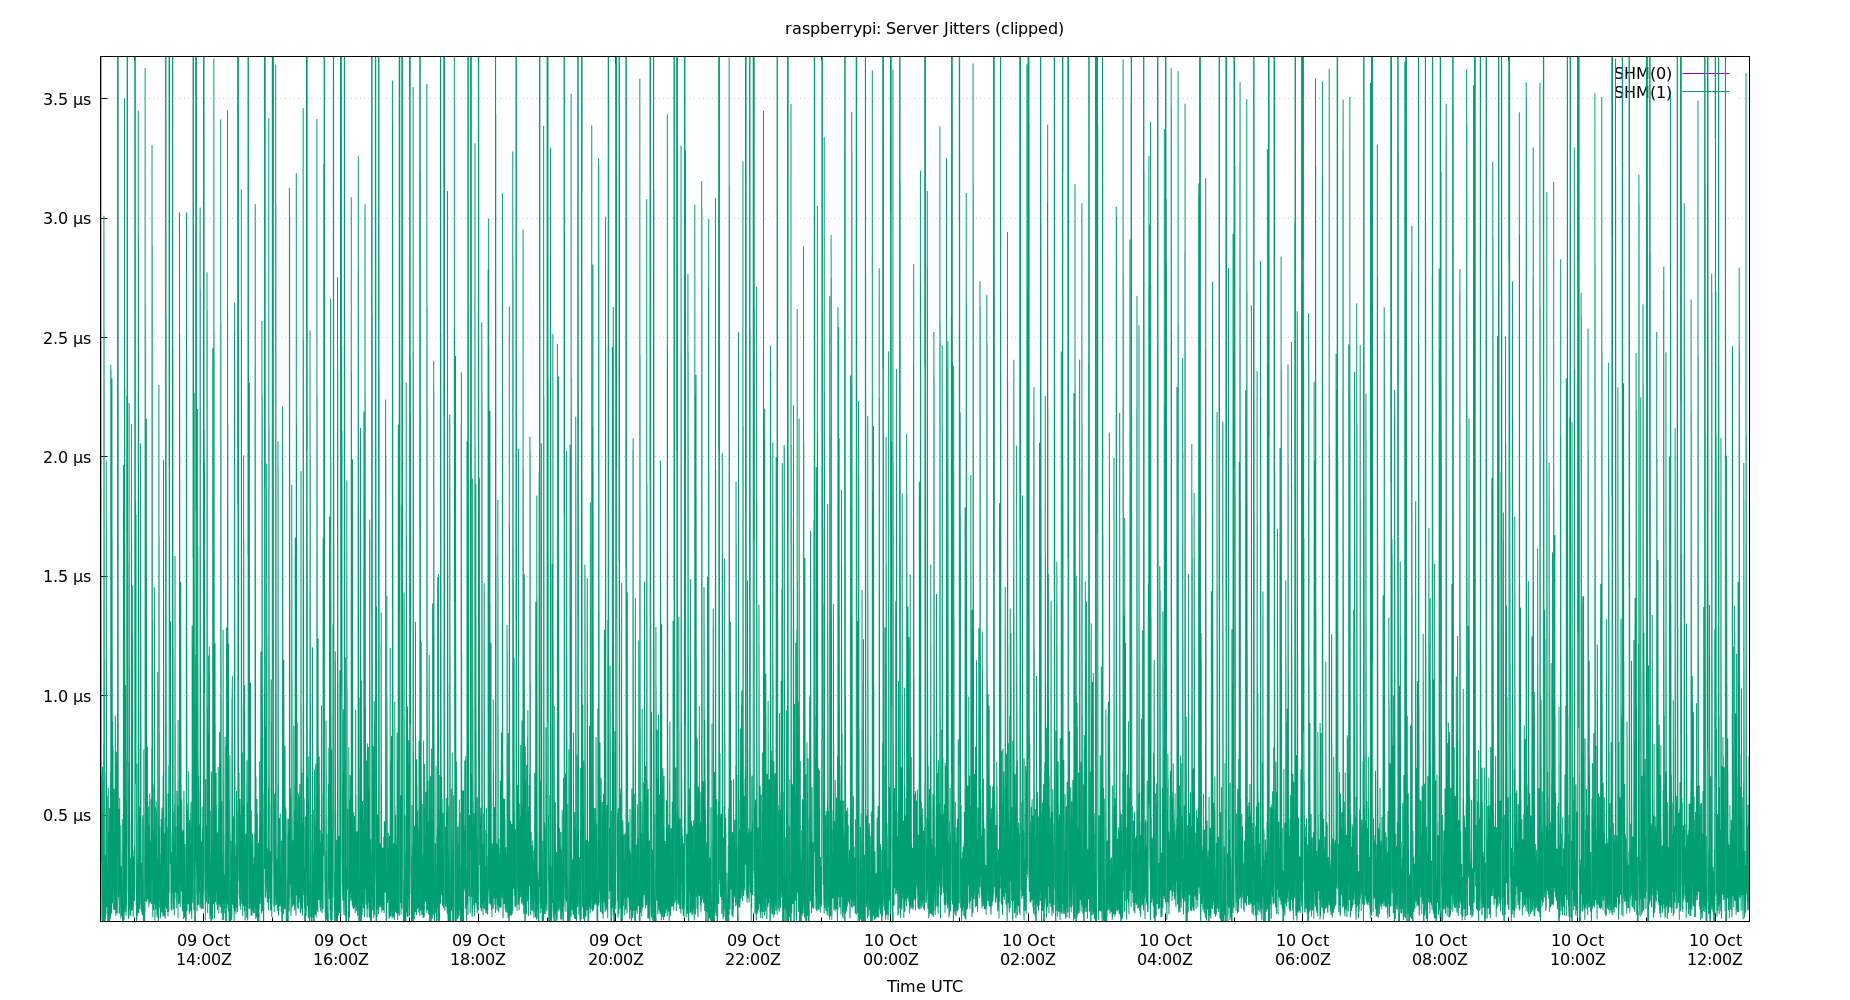 raspberrypi: Server Jitters (clipped)
SHM(0)
SHM(1)
3.5 µs
3.0 µs
2.5 µs
2.0 µs
1.5 µs
1.0 µs
0.5 µs
09 Oct 09 Oct 09 Oct 09 Oct 09 Oct 10 Oct 10 Oct 10 Oct 10 Oct 10 Oct 10 Oct 10 Oct
14:00Z 16:00Z 18:00Z 20:00Z 22:00Z 00:00Z 02:00Z 04:00Z 06:00Z 08:00Z 10:00Z 12:00Z
Time UTC